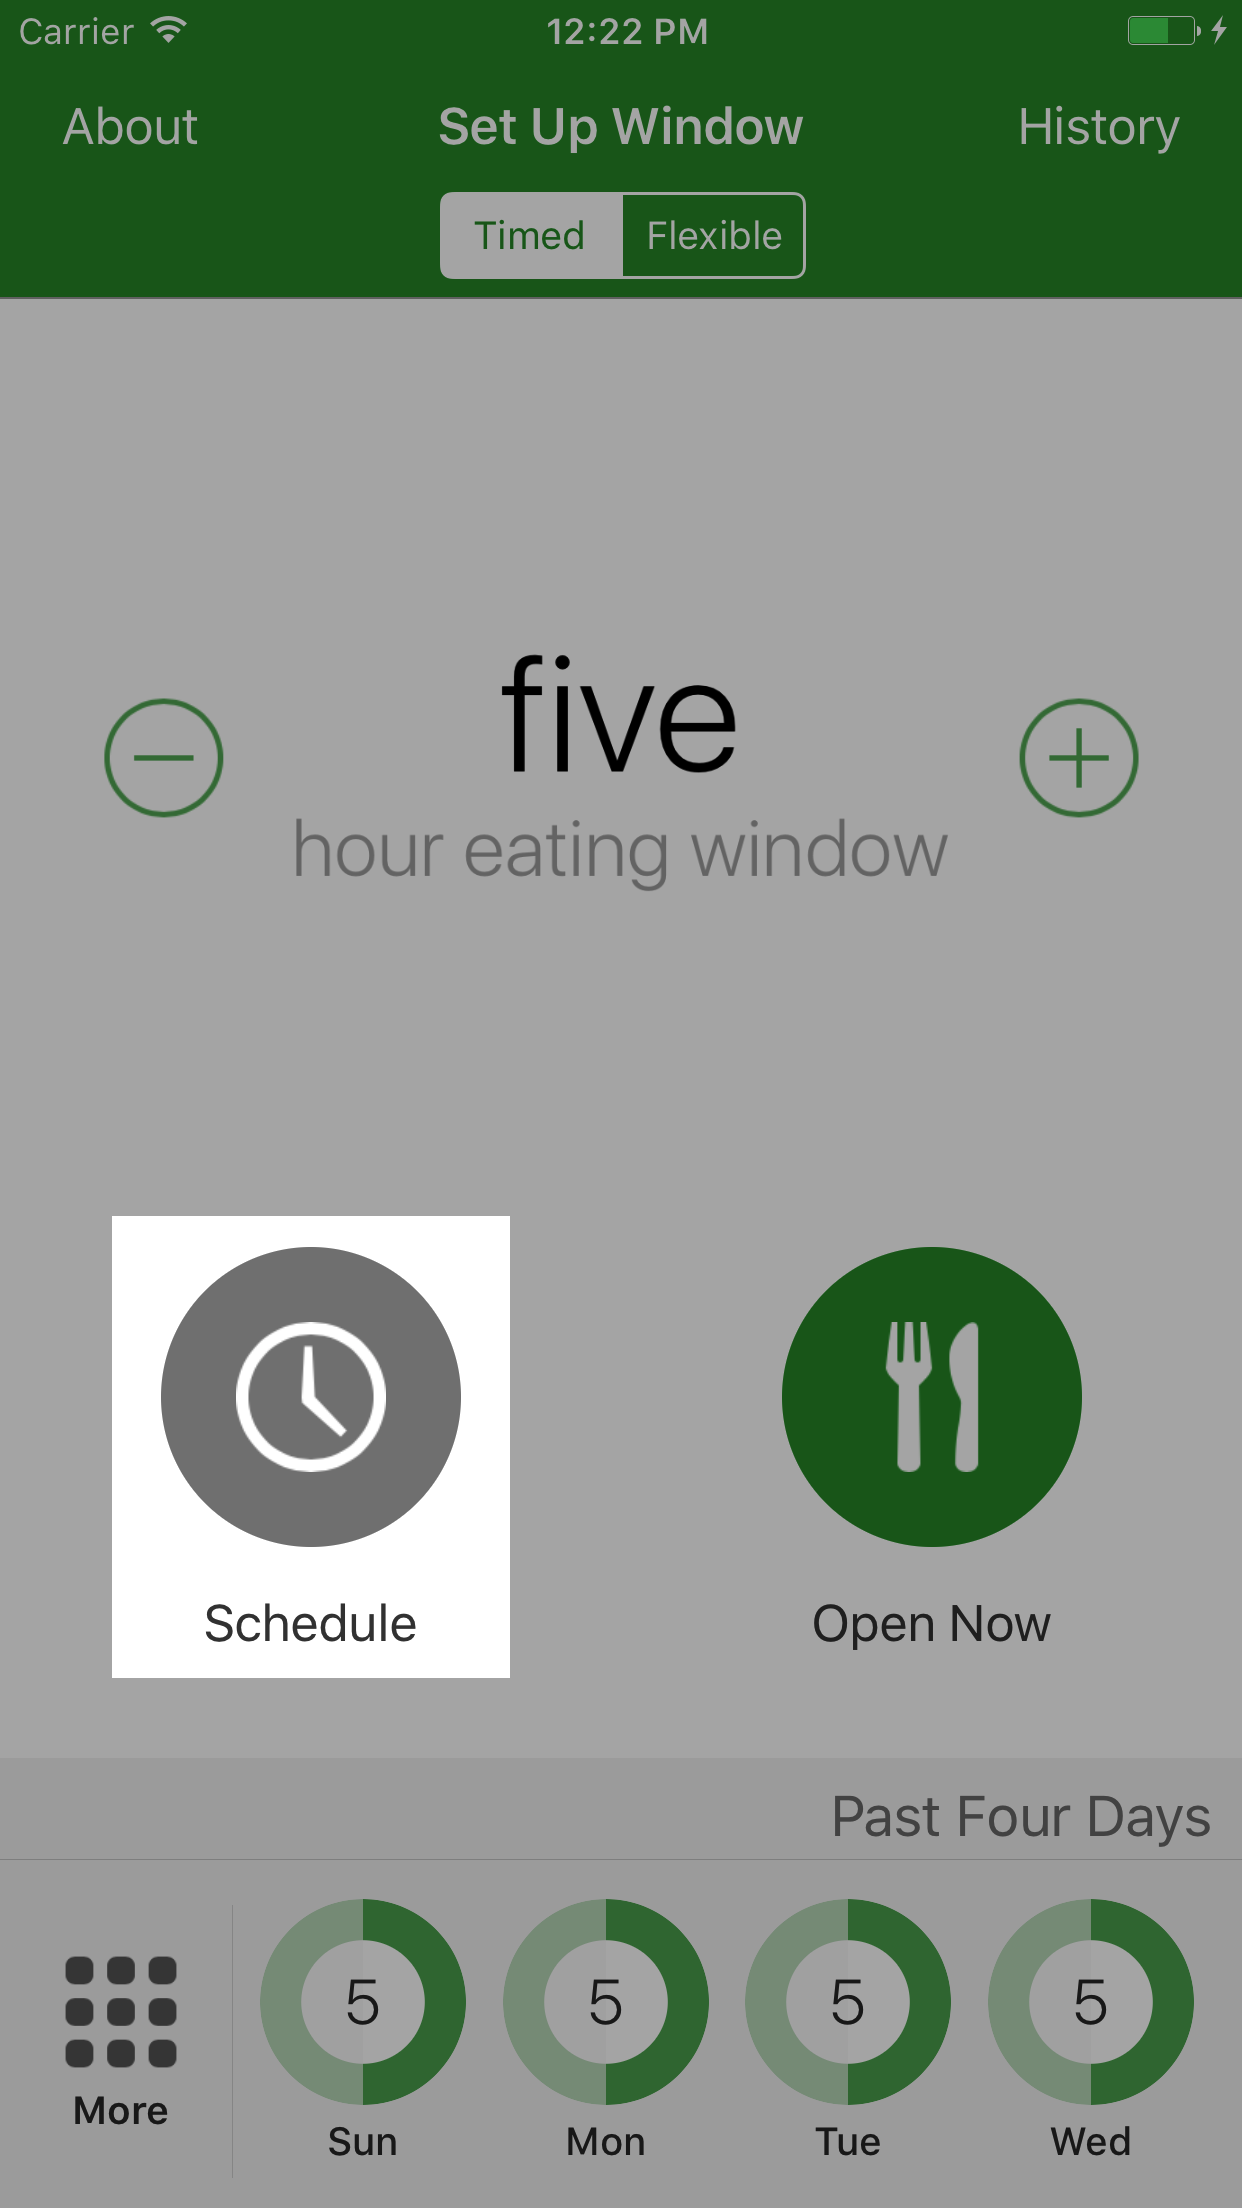 Carrier 12:22 PM
About Set Up Window History
Timed Flexible
five
hour eating window
Schedule Open Now
Past Four Days
5 5 5 5
More
Sun Mon Tue Wed